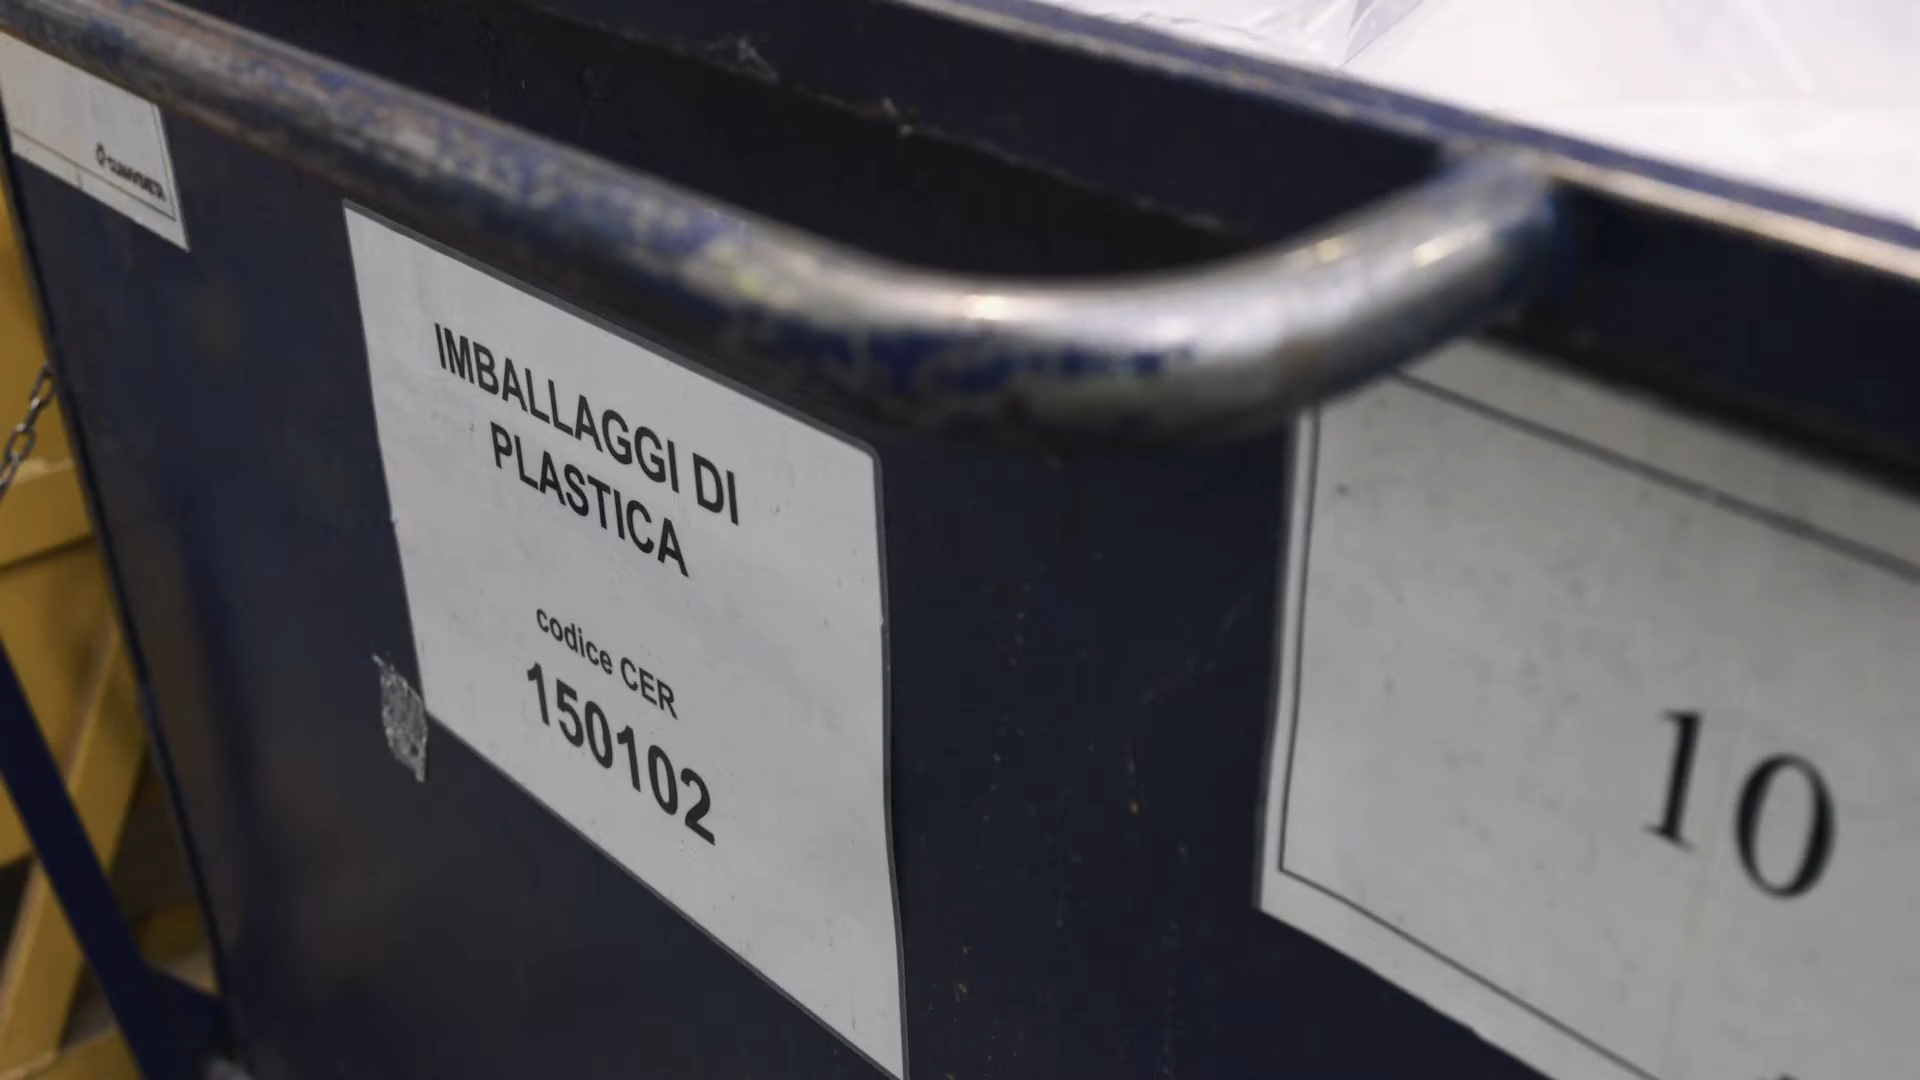 IMBALLAGGI DI
PLASTICA
codice CER
150102
10